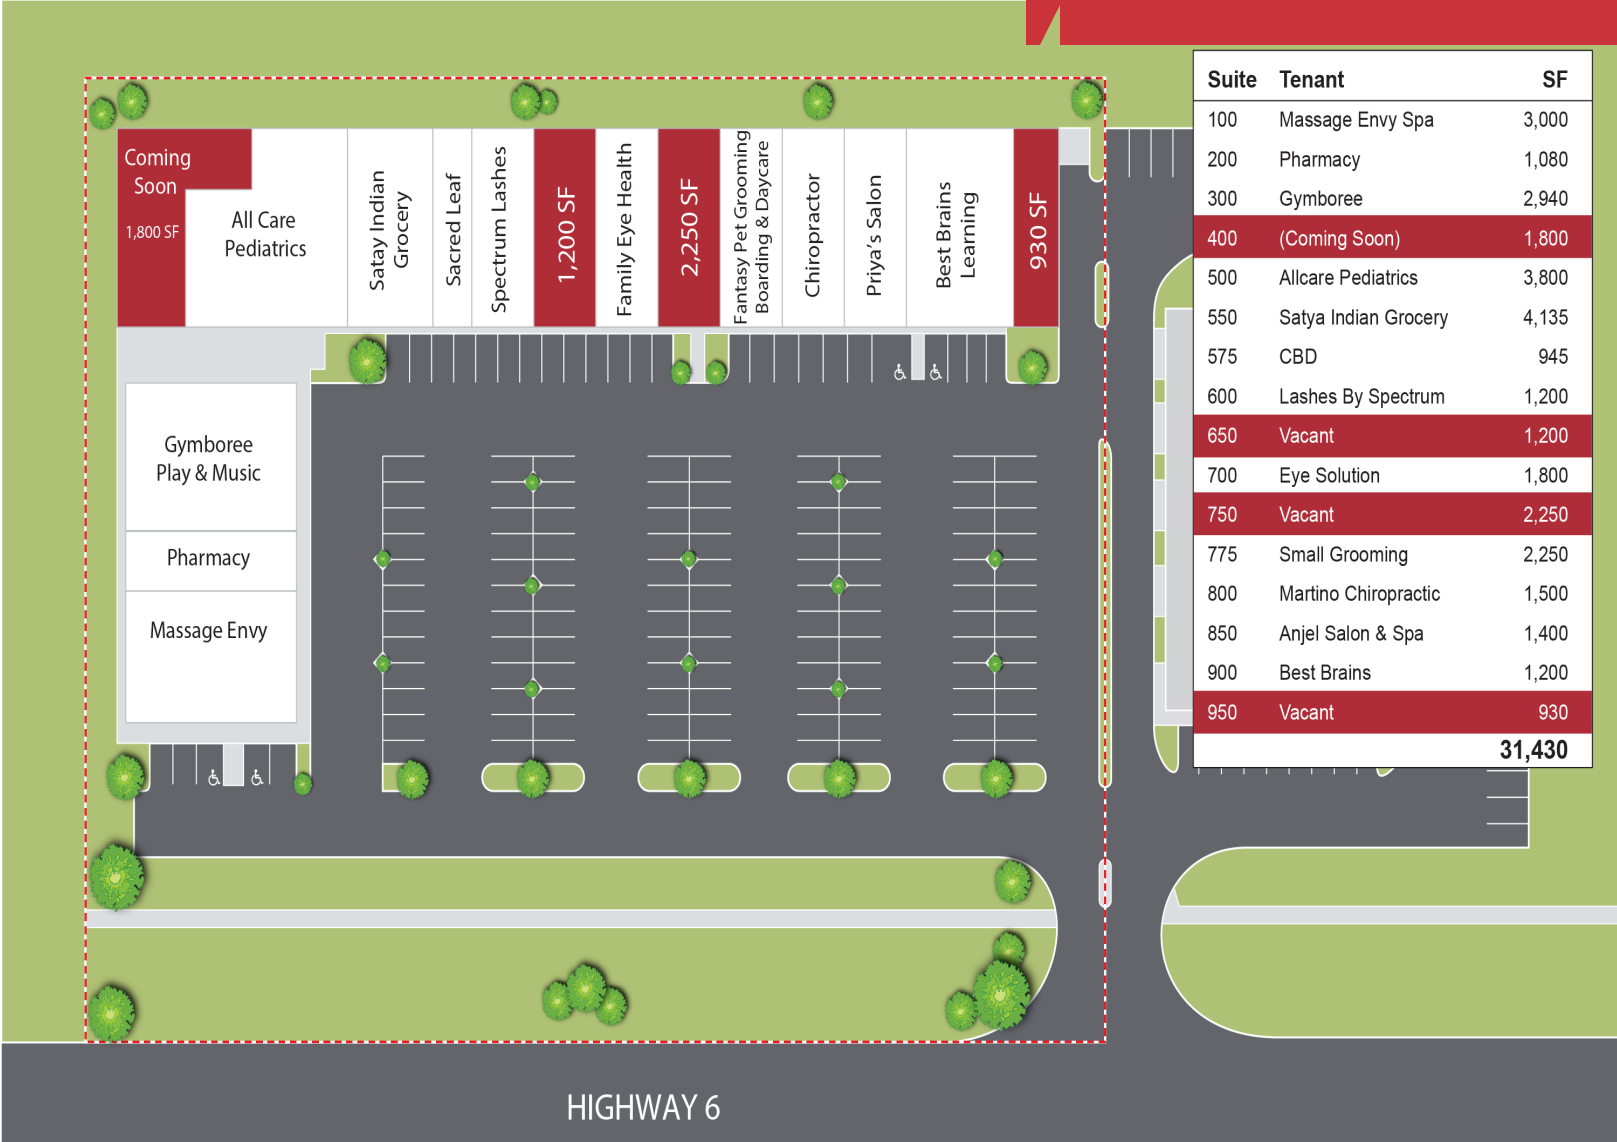 Coming
Soon
1,800 SF
All Care
Pediatrics
Satay Indian
Grocery
Sacred Leaf
Spectrum Lashes
1,200 SF
Family Eye Health
2,250 SF
Fantasy Pet Grooming
Boarding & Daycare
Chiropractor
Priya's Salon
Best Brains
Learning
930 SF
Gymboree
Play & Music
Pharmacy
Massage Envy
HIGHWAY 6
Suite Tenant SF
100 Massage Envy Spa 3,000
200 Pharmacy 1,080
300 Gymboree 2,940
400 (Coming Soon) 1,800
500 Allcare Pediatrics 3,800
550 Satya Indian Grocery 4,135
575 CBD 945
600 Lashes By Spectrum 1,200
650 Vacant 1,200
700 Eye Solution 1,800
750 Vacant 2,250
775 Small Grooming 2,250
800 Martino Chiropractic 1,500
850 Anjel Salon & Spa 1,400
900 Best Brains 1,200
950 Vacant 930
31,430